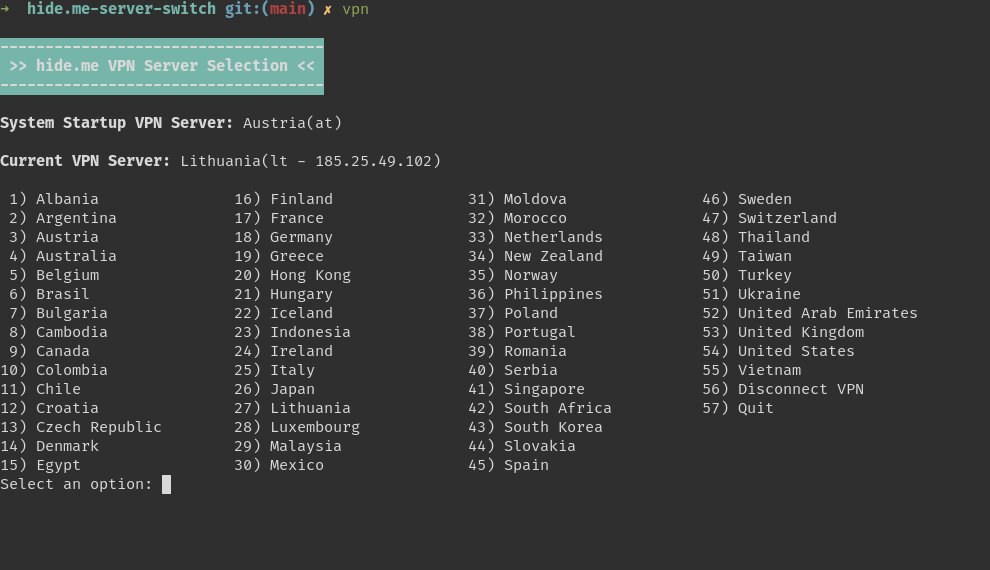 → hide.me-server-switch git:(main) ✗ vpn
------------------------------------
>> hide.me VPN Server Selection <<
------------------------------------
System Startup VPN Server: Austria(at)
Current VPN Server: Lithuania(lt - 185.25.49.102)
1) Albania 16) Finland 31) Moldova 46) Sweden
2) Argentina 17) France 32) Morocco 47) Switzerland
3) Austria 18) Germany 33) Netherlands 48) Thailand
4) Australia 19) Greece 34) New Zealand 49) Taiwan
5) Belgium 20) Hong Kong 35) Norway 50) Turkey
6) Brasil 21) Hungary 36) Philippines 51) Ukraine
7) Bulgaria 22) Iceland 37) Poland 52) United Arab Emirates
8) Cambodia 23) Indonesia 38) Portugal 53) United Kingdom
9) Canada 24) Ireland 39) Romania 54) United States
10) Colombia 25) Italy 40) Serbia 55) Vietnam
11) Chile 26) Japan 41) Singapore 56) Disconnect VPN
12) Croatia 27) Lithuania 42) South Africa 57) Quit
13) Czech Republic 28) Luxembourg 43) South Korea
14) Denmark 29) Malaysia 44) Slovakia
15) Egypt 30) Mexico 45) Spain
Select an option: